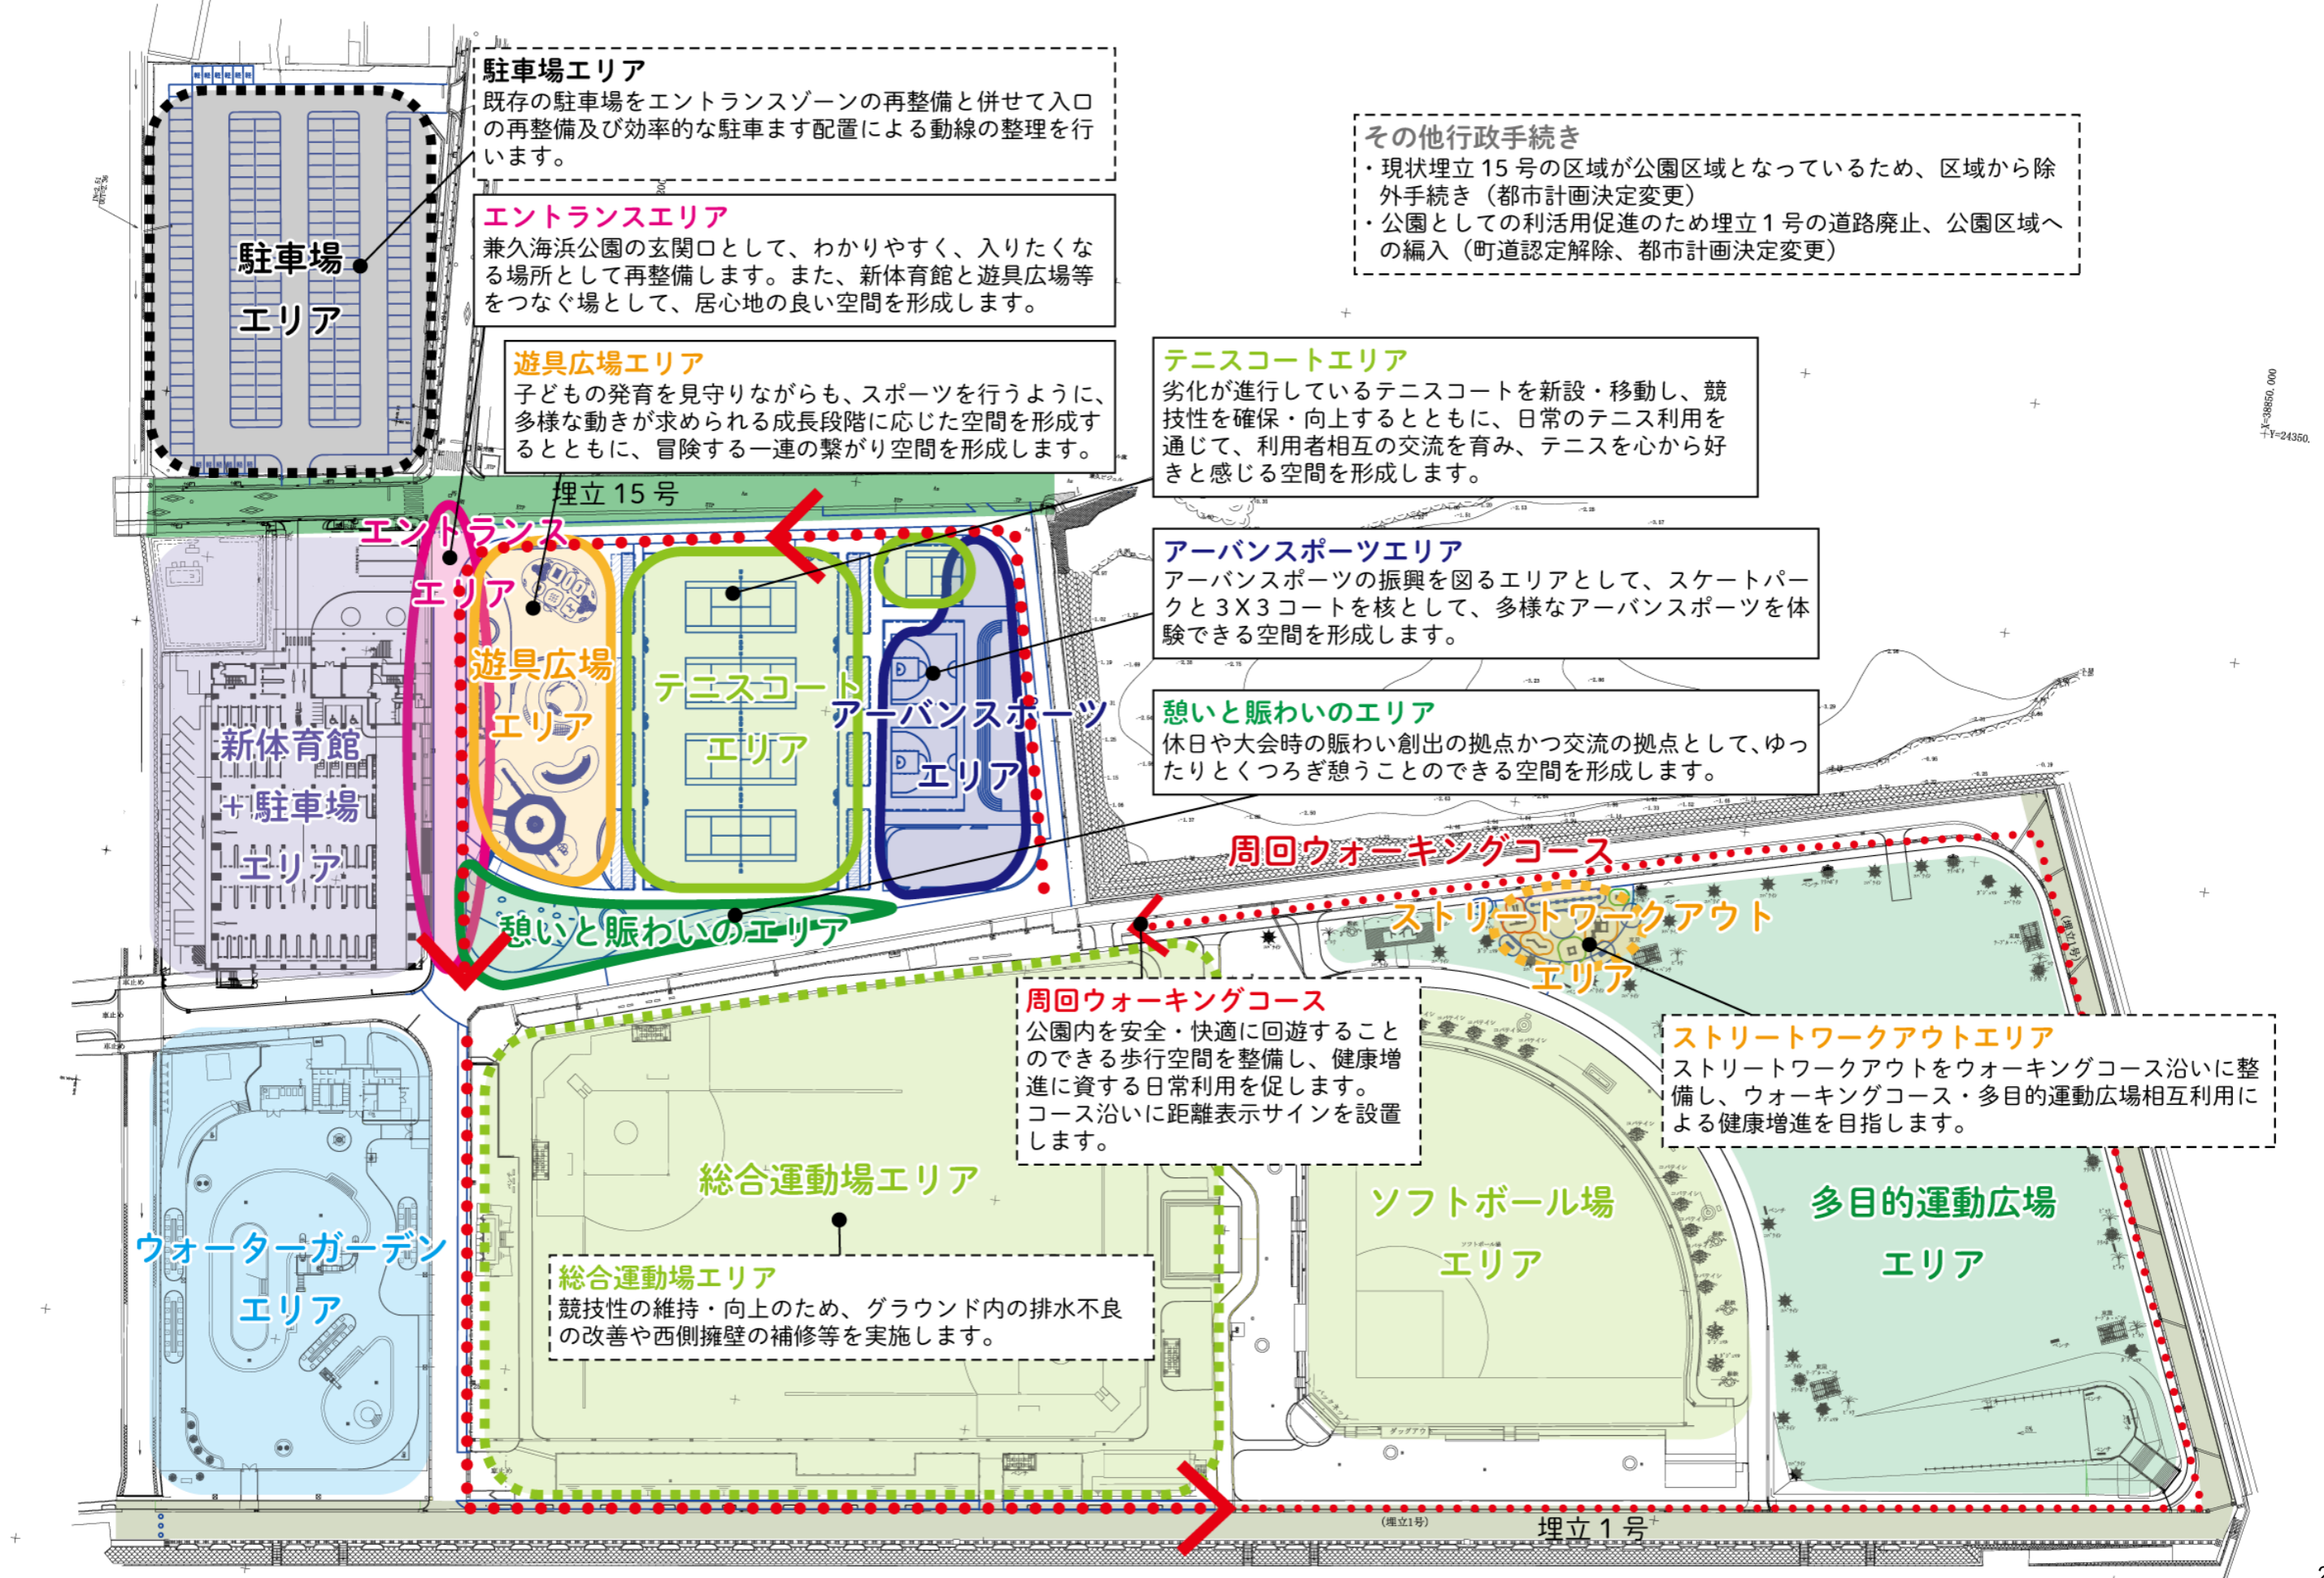 駐車場エリア
既存の駐車場をエントランスゾーンの再整備と併せて入口
の再整備及び効率的な駐車ます配置による動線の整理を行
います。
その他行政手続き
・現状埋立15号の区域が公園区域となっているため、区域から除
外手続き（都市計画決定変更）
・公園としての利活用促進のため埋立1号の道路廃止、公園区域へ
の編入（町道認定解除、都市計画決定変更）
エントランスエリア
兼久海浜公園の玄関口として、わかりやすく、入りたくな
る場所として再整備します。また、新体育館と遊具広場等
をつなぐ場として、居心地の良い空間を形成します。
駐車場
エリア
遊具広場エリア
子どもの発育を見守りながらも、スポーツを行うように、
多様な動きが求められる成長段階に応じた空間を形成す
るとともに、冒険する一連の繋がり空間を形成します。
テニスコートエリア
劣化が進行しているテニスコートを新設・移動し、競
技性を確保・向上するとともに、日常のテニス利用を
通じて、利用者相互の交流を育み、テニスを心から好
きと感じる空間を形成します。
X=38850.000
Y=24350.
埋立15号
エントランス
エリア
アーバンスポーツエリア
アーバンスポーツの振興を図るエリアとして、スケートパー
クと3X3コートを核として、多様なアーバンスポーツを体
験できる空間を形成します。
遊具広場
エリア
テニスコート
エリア
アーバンスポーツ
エリア
憩いと賑わいのエリア
休日や大会時の賑わい創出の拠点かつ交流の拠点として、ゆっ
たりとくつろぎ憩うことのできる空間を形成します。
新体育館
＋駐車場
エリア
周回ウォーキングコース
憩いと賑わいのエリア
ストリートワークアウト
エリア
周回ウォーキングコース
公園内を安全・快適に回遊すること
のできる歩行空間を整備し、健康増
進に資する日常利用を促します。
コース沿いに距離表示サインを設置
します。
ストリートワークアウトエリア
ストリートワークアウトをウォーキングコース沿いに整
備し、ウォーキングコース・多目的運動広場相互利用に
よる健康増進を目指します。
総合運動場エリア
ソフトボール場
エリア
多目的運動広場
エリア
ウォーターガーデン
エリア
総合運動場エリア
競技性の維持・向上のため、グラウンド内の排水不良
の改善や西側擁壁の補修等を実施します。
(埋立1号)
埋立1号